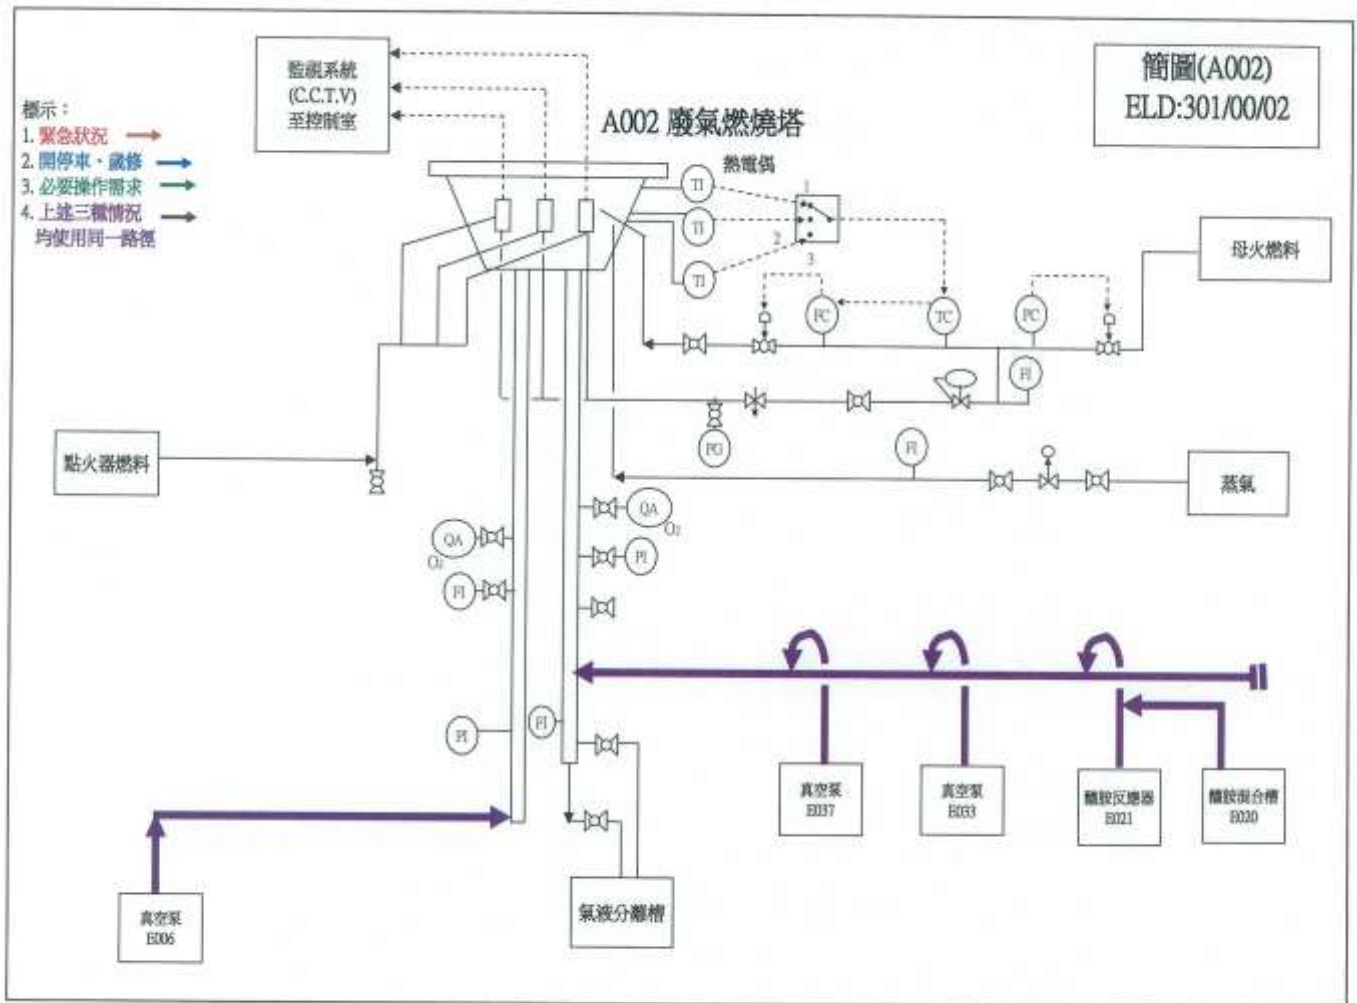 監視系統
(C.C.T.V)
至控制室
簡圖(A002)
ELD:301/00/02
標示：
1. 緊急狀況
2. 開停車、歲修
3. 必要操作需求
4. 上述三種情況
均使用同一路徑
A002 廢氣燃燒塔
熱電偶
TI
TI
TI
1
2
3
母火燃料
FC
TC
PC
FI
點火器燃料
PG
FI
蒸氣
QA
O2
QA
O2
PI
FI
PI
FI
真空泵
E037
真空泵
E033
醯胺反應器
E021
醯胺混合槽
E020
真空泵
E006
氣液分離槽